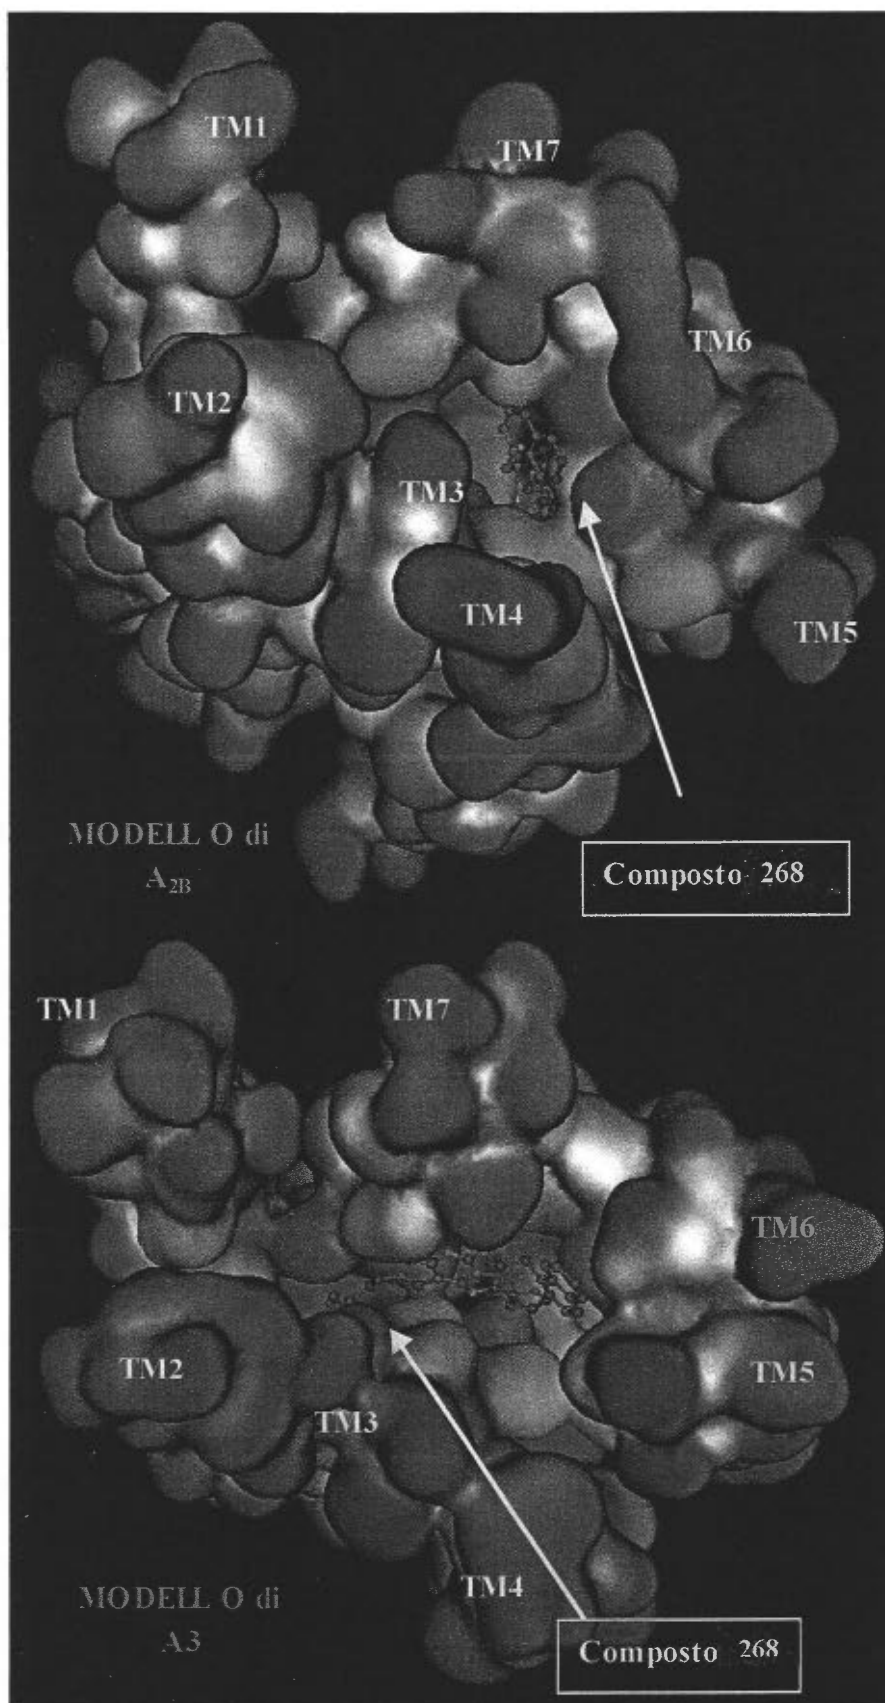 TM1
TM7
TM6
TM2
TM3
TM4
TM5
MODELL O di
A2B
Composto 268
TM1
TM7
TM6
TM2
TM5
TM3
TM4
MODELL O di
A3
Composto 268